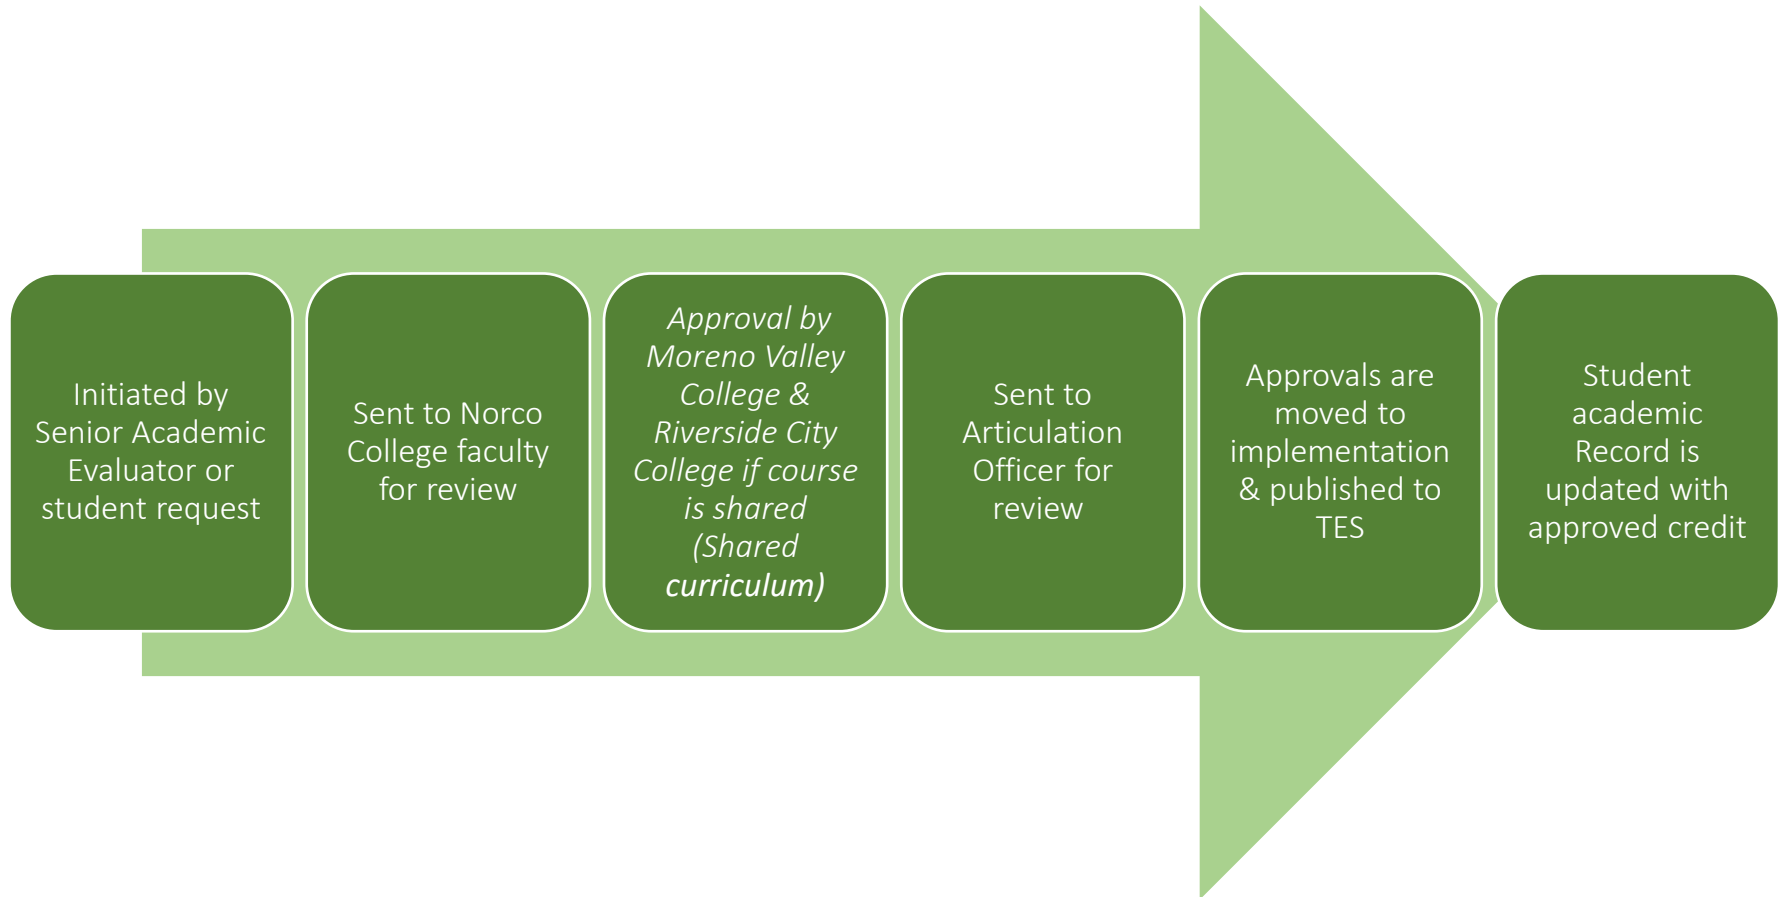 Initiated by
Senior Academic
Evaluator or
student request
Sent to Norco
College faculty
for review
Approval by
Moreno Valley
College &
Riverside City
College if course
is shared
(Shared
curriculum)
Sent to
Articulation
Officer for
review
Approvals are
moved to
implementation
& published to
TES
Student
academic
Record is
updated with
approved credit